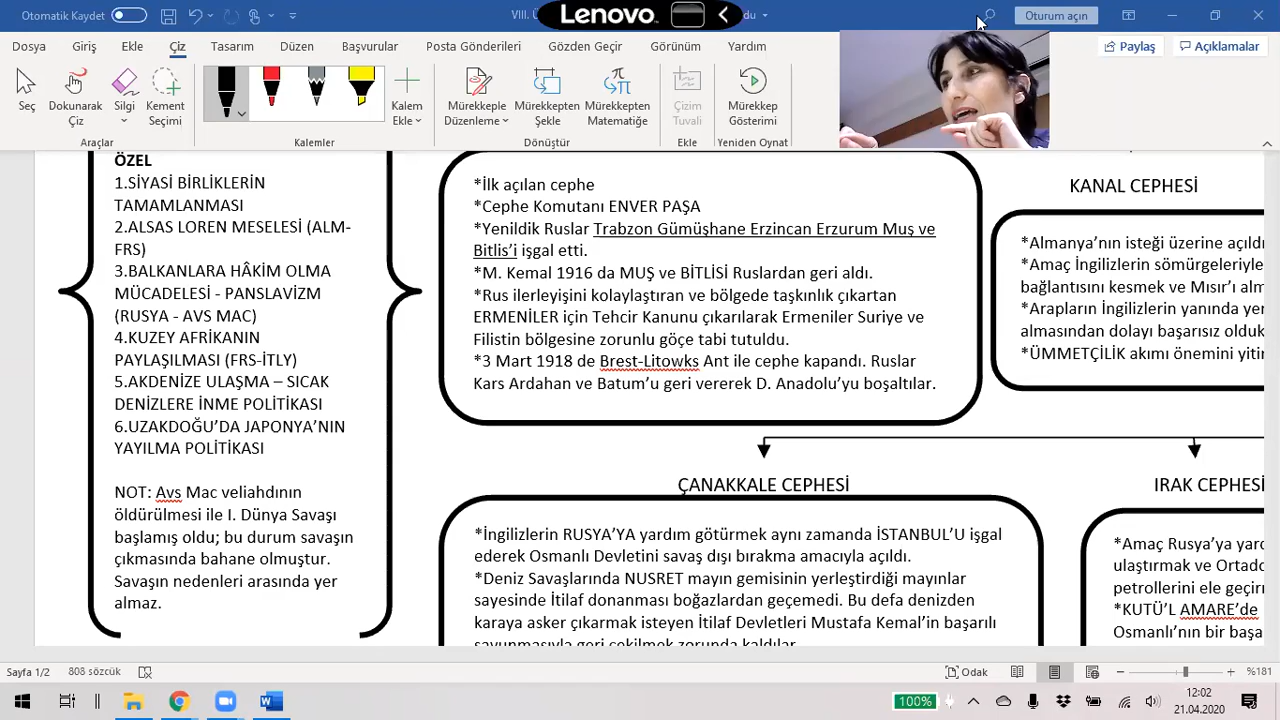 Otomatik Kaydet
VIII. Ü
Lenovo
du
Oturum açın
Dosya
Giriş
Ekle
Çiz
Tasarım
Düzen
Başvurular
Posta Gönderileri
Gözden Geçir
Görünüm
Yardım
Paylaş
Açıklamalar
Seç
Dokunarak Çiz
Silgi
Kement Seçimi
Kalem Ekle
Mürekkeple Düzenleme
Mürekkepten Şekle
Mürekkepten Matematiğe
Çizim Tuvali
Mürekkep Gösterimi
Araçlar
Kalemler
Dönüştür
Ekle
Yeniden Oynat
ÖZEL
1.SİYASİ BİRLİKLERİN
TAMAMLANMASI
2.ALSAS LOREN MESELESİ (ALM-
FRS)
3.BALKANLARA HÂKİM OLMA
MÜCADELESİ - PANSLAVİZM
(RUSYA - AVS MAC)
4.KUZEY AFRİKANIN
PAYLAŞILMASI (FRS-İTLY)
5.AKDENİZE ULAŞMA – SICAK
DENİZLERE İNME POLİTİKASI
6.UZAKDOĞU’DA JAPONYA’NIN
YAYILMA POLİTİKASI
NOT: Avs Mac veliahdının
öldürülmesi ile I. Dünya Savaşı
başlamış oldu; bu durum savaşın
çıkmasında bahane olmuştur.
Savaşın nedenleri arasında yer
almaz.
*İlk açılan cephe
*Cephe Komutanı ENVER PAŞA
*Yenildik Ruslar Trabzon Gümüşhane Erzincan Erzurum Muş ve
Bitlis’i işgal etti.
*M. Kemal 1916 da MUŞ ve BİTLİSİ Ruslardan geri aldı.
*Rus ilerleyişini kolaylaştıran ve bölgede taşkınlık çıkartan
ERMENİLER için Tehcir Kanunu çıkarılarak Ermeniler Suriye ve
Filistin bölgesine zorunlu göçe tabi tutuldu.
*3 Mart 1918 de Brest-Litowks Ant ile cephe kapandı. Ruslar
Kars Ardahan ve Batum’u geri vererek D. Anadolu’yu boşaltılar.
KANAL CEPHESİ
*Almanya’nın isteği üzerine açıldı
*Amaç İngilizlerin sömürgeleriyle
bağlantısını kesmek ve Mısır’ı alm
*Arapların İngilizlerin yanında yer
almasından dolayı başarısız olduk
*ÜMMETÇİLİK akımı önemini yitir
ÇANAKKALE CEPHESİ
*İngilizlerin RUSYA’YA yardım götürmek aynı zamanda İSTANBUL’U işgal
ederek Osmanlı Devletini savaş dışı bırakma amacıyla açıldı.
*Deniz Savaşlarında NUSRET mayın gemisinin yerleştirdiği mayınlar
sayesinde İtilaf donanması boğazlardan geçemedi. Bu defa denizden
karaya asker çıkarmak isteyen İtilaf Devletleri Mustafa Kemal’in başarılı
savunmasıyla geri çekilmek zorunda kaldılar.
IRAK CEPHESİ
*Amaç Rusya’ya yard
ulaştırmak ve Ortado
petrollerini ele geçir
*KUTÜ’L AMARE’de
Osmanlı’nın bir başa
Sayfa 1/2
808 sözcük
Odak
%181
100%
12:02
21.04.2020